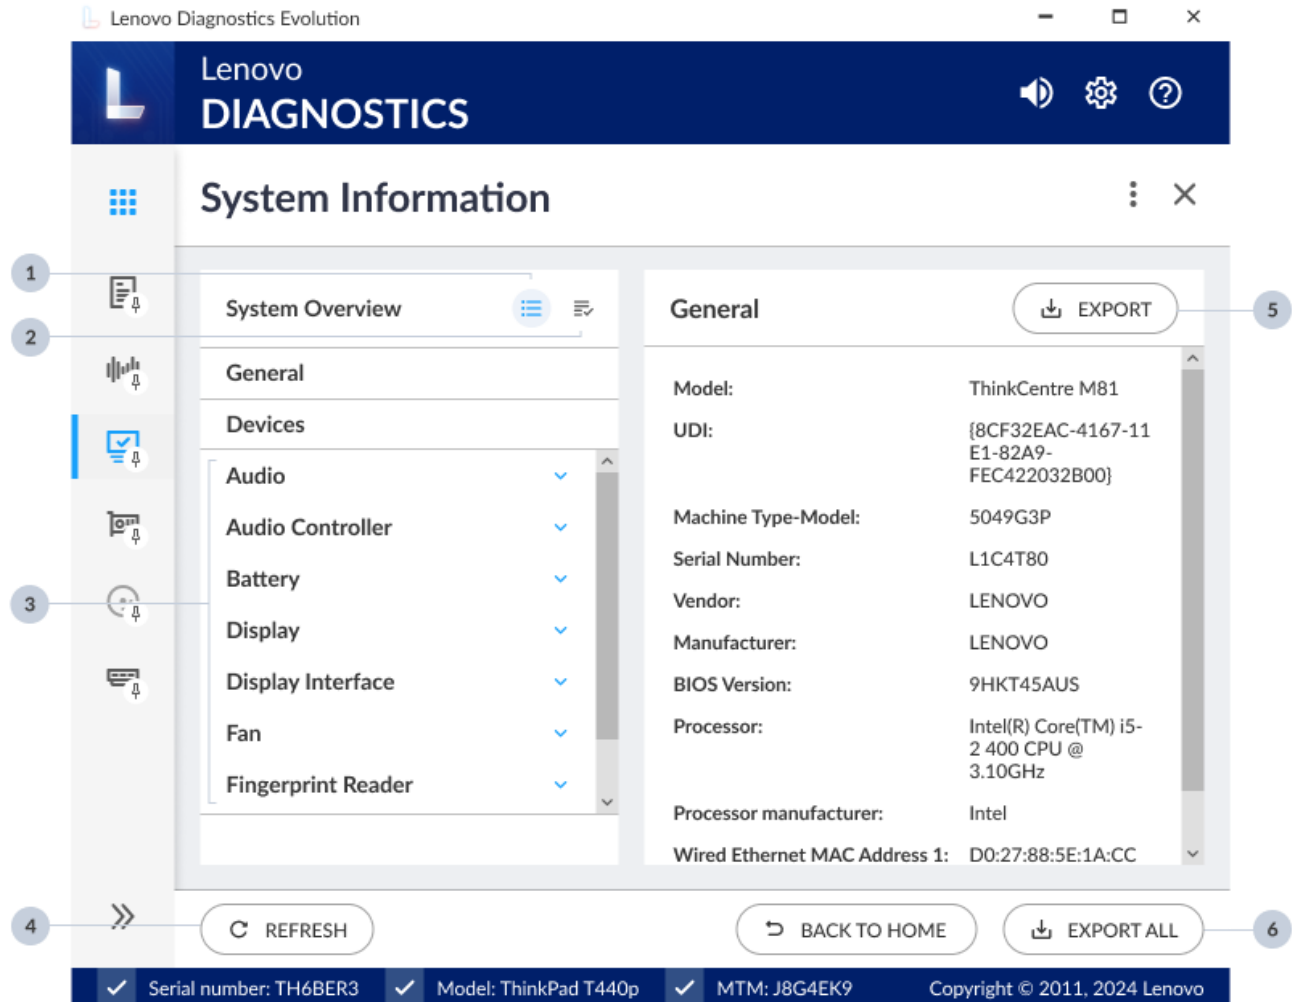 Lenovo Diagnostics Evolution
Lenovo
DIAGNOSTICS
System Information
1
System Overview
2
General
Devices
Audio
Audio Controller
Battery
3
Display
Display Interface
Fan
Fingerprint Reader
General
EXPORT
5
Model: ThinkCentre M81
UDI: {8CF32EAC-4167-11
E1-82A9-
FEC422032B00}
Machine Type-Model: 5049G3P
Serial Number: L1C4T80
Vendor: LENOVO
Manufacturer: LENOVO
BIOS Version: 9HKT45AUS
Processor: Intel(R) Core(TM) i5-
2 400 CPU @
3.10GHz
Processor manufacturer: Intel
Wired Ethernet MAC Address 1: D0:27:88:5E:1A:CC
4
REFRESH
BACK TO HOME
EXPORT ALL
6
Serial number: TH6BER3
Model: ThinkPad T440p
MTM: J8G4EK9
Copyright © 2011, 2024 Lenovo